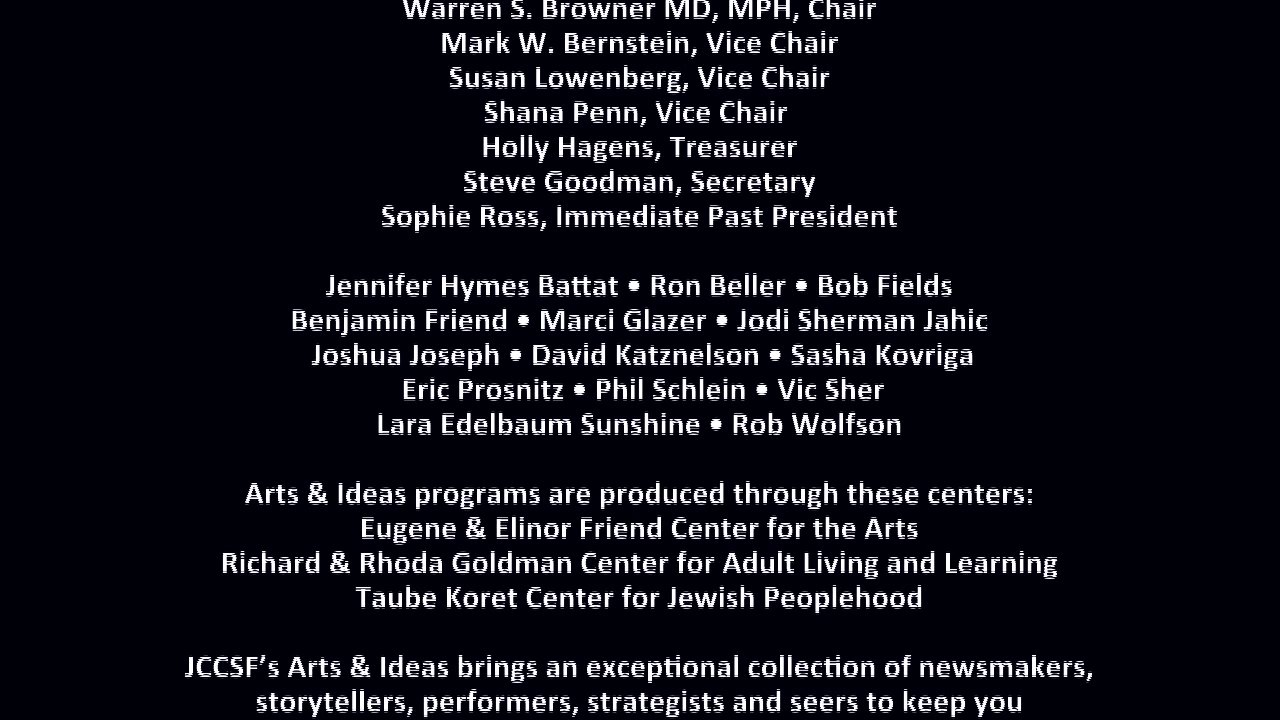 Warren S. Browner MD, MPH, Chair
Mark W. Bernstein, Vice Chair
Susan Lowenberg, Vice Chair
Shana Penn, Vice Chair
Holly Hagens, Treasurer
Steve Goodman, Secretary
Sophie Ross, Immediate Past President
Jennifer Hymes Battat • Ron Beller • Bob Fields
Benjamin Friend • Marci Glazer • Jodi Sherman Jahic
Joshua Joseph • David Katznelson • Sasha Kovriga
Eric Prosnitz • Phil Schlein • Vic Sher
Lara Edelbaum Sunshine • Rob Wolfson
Arts & Ideas programs are produced through these centers:
Eugene & Elinor Friend Center for the Arts
Richard & Rhoda Goldman Center for Adult Living and Learning
Taube Koret Center for Jewish Peoplehood
JCCSF’s Arts & Ideas brings an exceptional collection of newsmakers,
storytellers, performers, strategists and seers to keep you